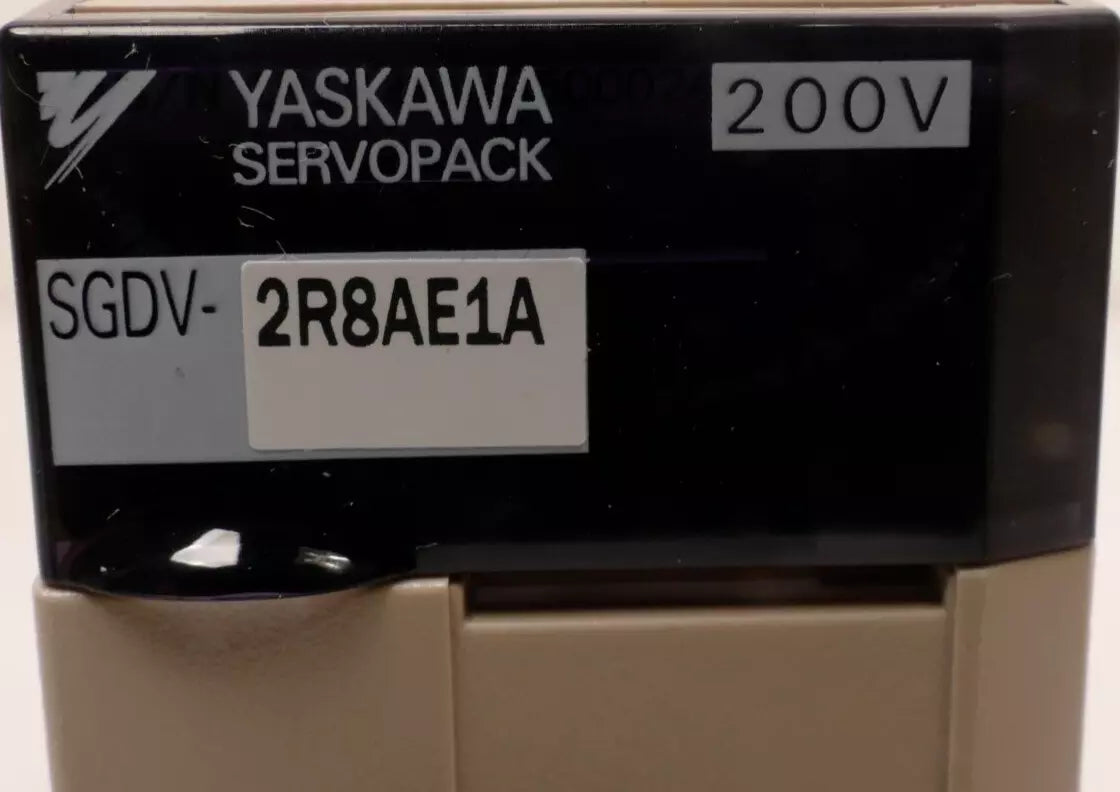 YASKAWA
200V
SERVOPACK
SGDV-2R8AE1A